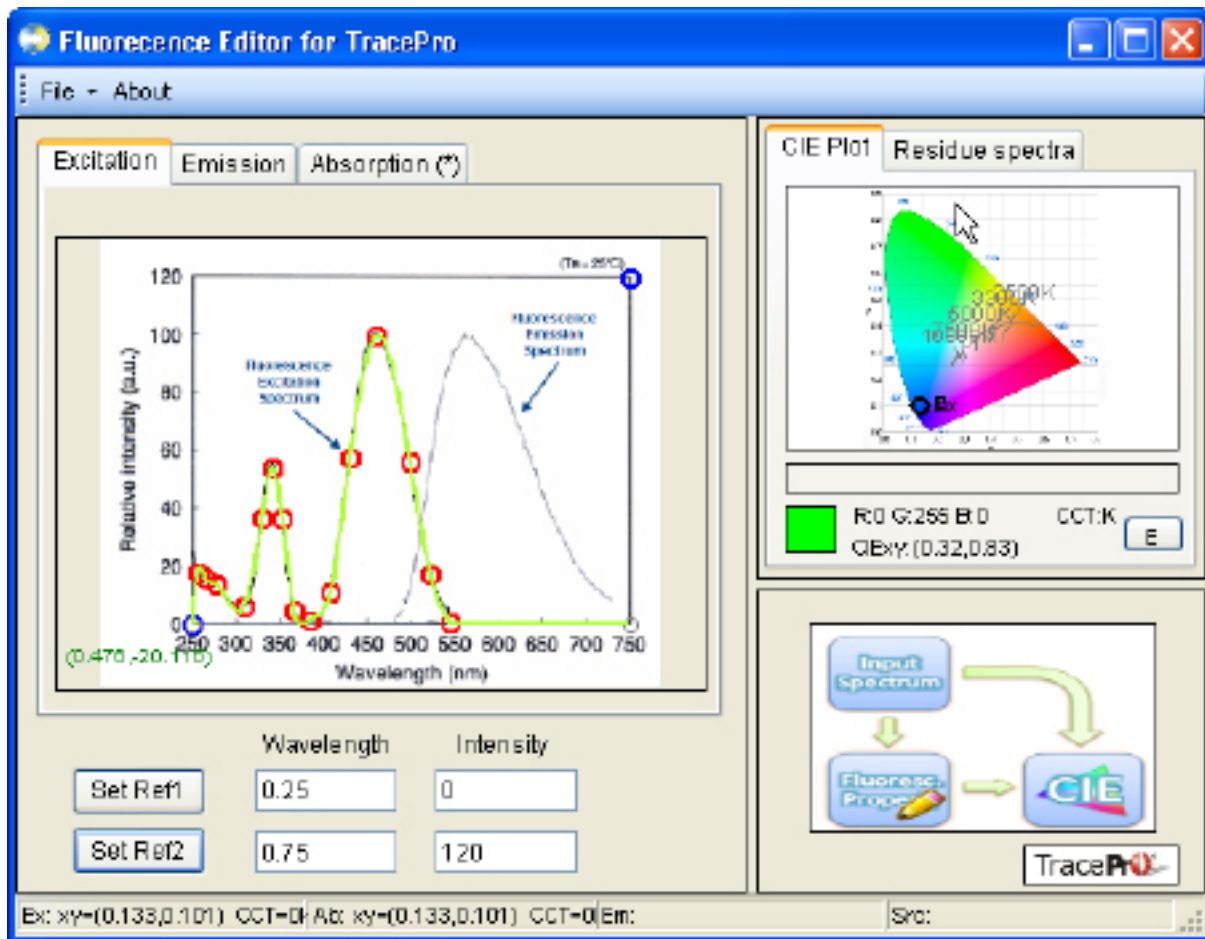 Fluorecence Editor for TracePro
File About
Excitation Emission Absorption (*)
(Ta = 25°C)
120
100
80
60
40
20
0
Relative intensity (a.u.)
Fluorescence
Excitation
Spectrum
Fluorescence
Emission
Spectrum
250 300 350 400 450 500 550 600 650 700 750
Wavelength (nm)
Wavelength Intensity
Set Ref1 0.25 0
Set Ref2 0.75 120
CIE Plot Residue spectra
Ex
R:0 G:255 B:0 CCT:K
CIExy: (0.32,0.83)
E
Input
Spectrum
Fluoresc.
CIE
TracePro
Ex: xy=(0.133,0.101) CCT=0 Ab: xy=(0.133,0.101) CCT=0 Em: Src: